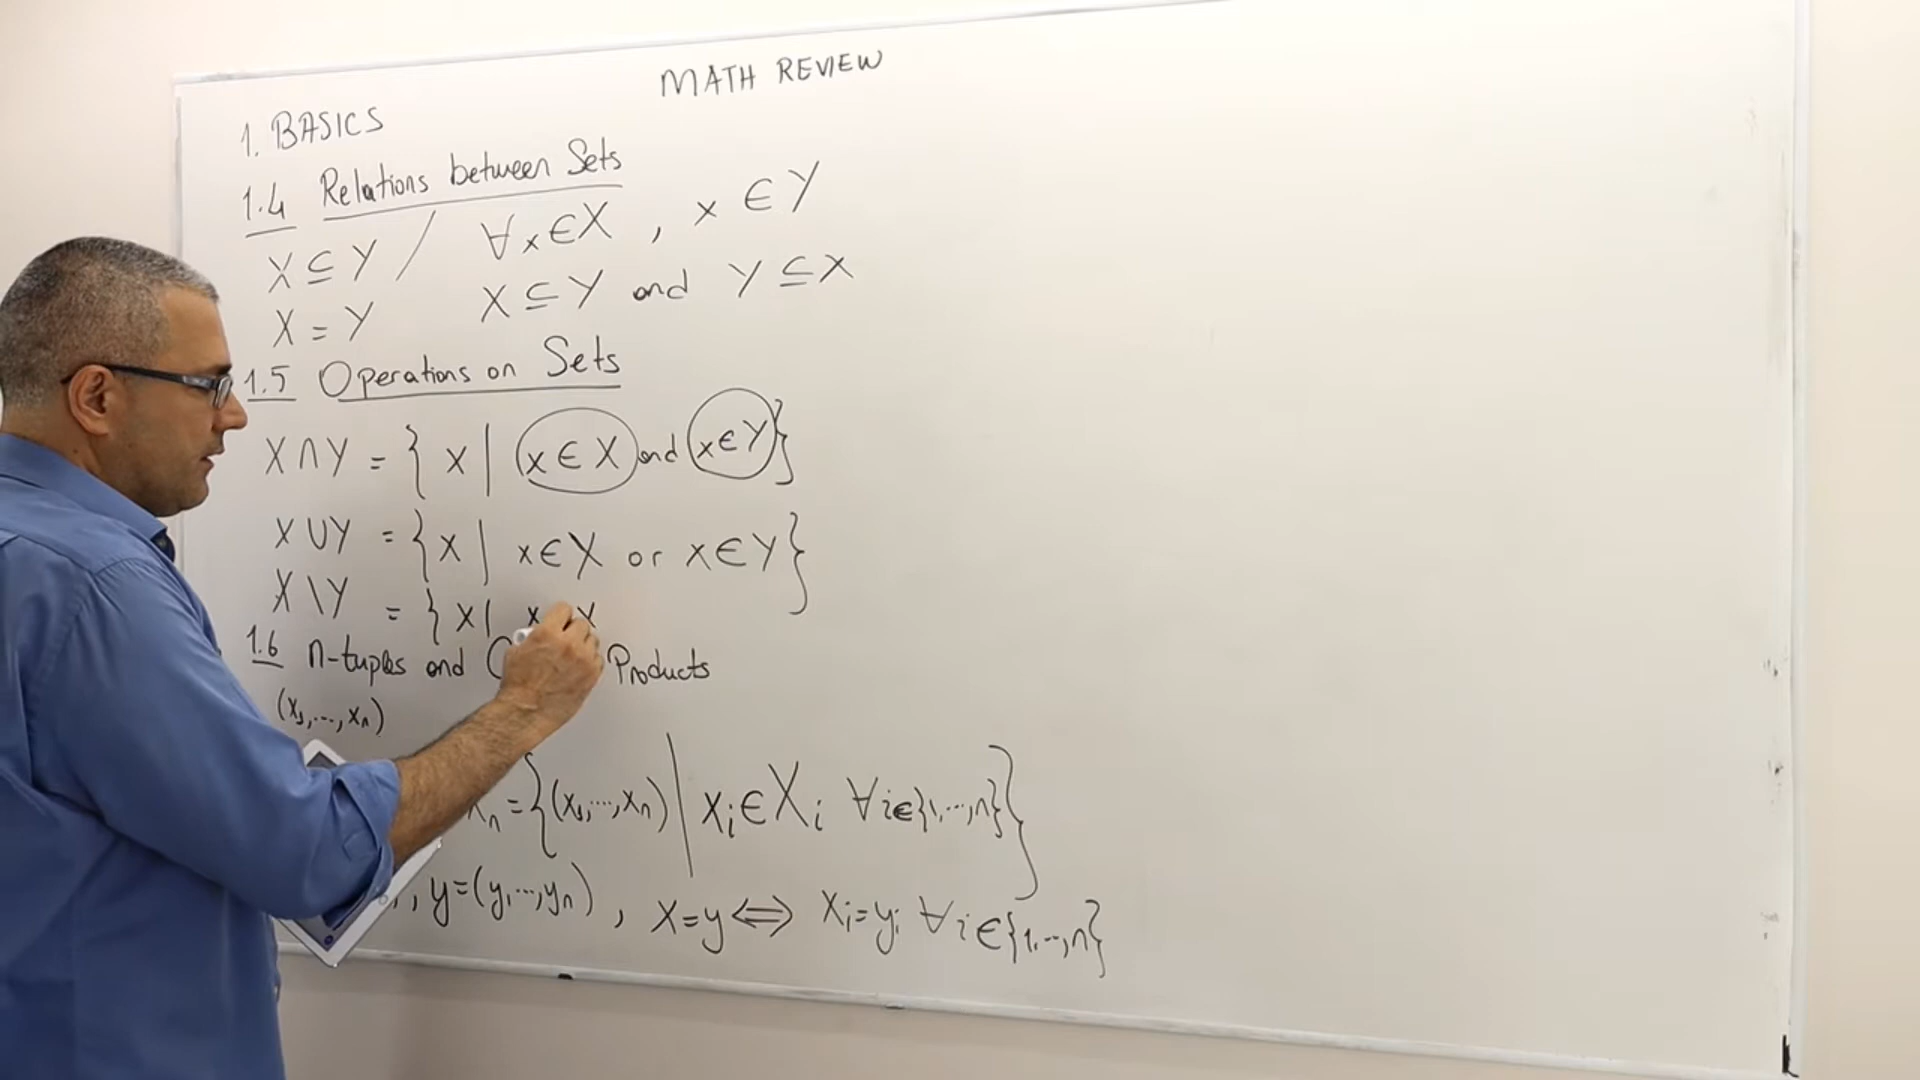 MATH REVIEW
1. BASICS
1.4 Relations between Sets
X ⊆ Y / ∀x∈X , x ∈ Y
X = Y X ⊆ Y and Y ⊆ X
1.5 Operations on Sets
X ∩ Y = { x | x ∈ X and x ∈ Y }
X ∪ Y = { x | x ∈ X or x ∈ Y }
X \ Y = { x | x X
1.6 n-tuples and Products
(x₁,...,xₙ)
Xₙ = {(x₁,...,xₙ) | xᵢ ∈ Xᵢ ∀i∈{1,...,n}}
, y=(y₁,...,yₙ) , x=y ⇔ xᵢ=yᵢ ∀i∈{1,...,n}